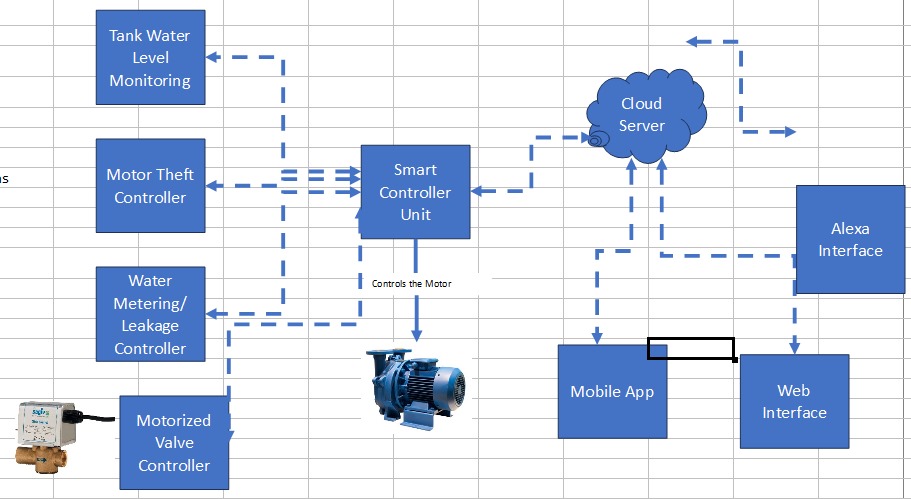 Tank Water
Level
Monitoring
Cloud
Server
Motor Theft
Controller
Smart
Controller
Unit
Alexa
Interface
Water
Metering/
Leakage
Controller
Controls the Motor
Mobile App
Web
Interface
Motorized
Valve
Controller